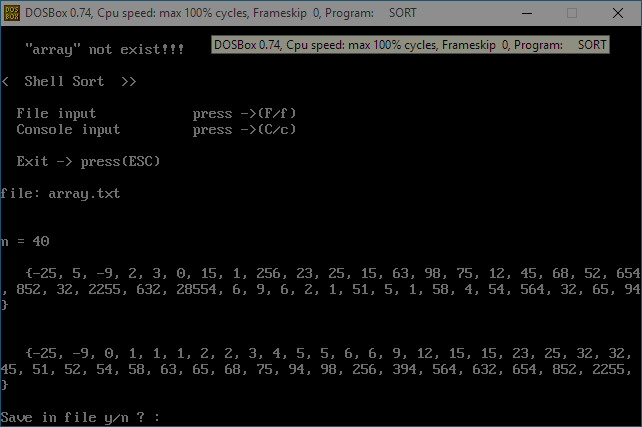 DOSBox 0.74, Cpu speed: max 100% cycles, Frameskip 0, Program: SORT
"array" not exist!!!
DOSBox 0.74, Cpu speed: max 100% cycles, Frameskip 0, Program: SORT
< Shell Sort >>
File input press ->(F/f)
Console input press ->(C/c)
Exit -> press(ESC)
file: array.txt
n = 40
{-25, 5, -9, 2, 3, 0, 15, 1, 256, 23, 25, 15, 63, 98, 75, 12, 45, 68, 52, 654
, 852, 32, 2255, 632, 28554, 6, 9, 6, 2, 1, 51, 5, 1, 58, 4, 54, 564, 32, 65, 94
}
{-25, -9, 0, 1, 1, 1, 2, 2, 3, 4, 5, 5, 6, 6, 9, 12, 15, 15, 23, 25, 32, 32,
45, 51, 52, 54, 58, 63, 65, 68, 75, 94, 98, 256, 394, 564, 632, 654, 852, 2255,
}
Save in file y/n ? :